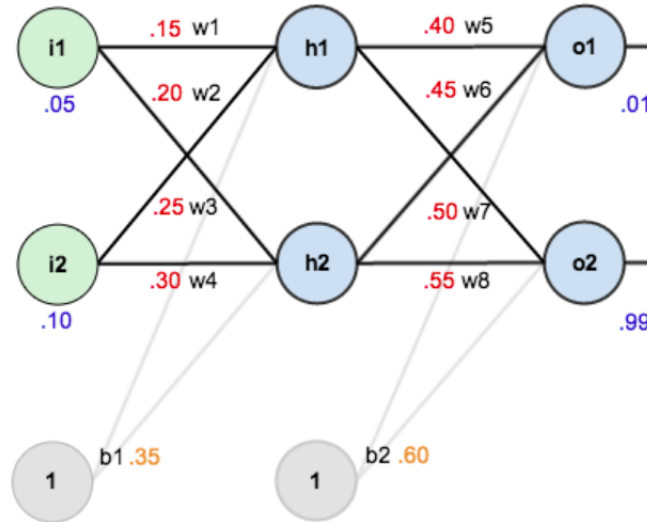 .15 w1
.40 w5
i1
h1
o1
.20 w2
.45 w6
.05
.01
.25 w3
.50 w7
i2
h2
o2
.30 w4
.55 w8
.10
.99
b1 .35
b2 .60
1
1